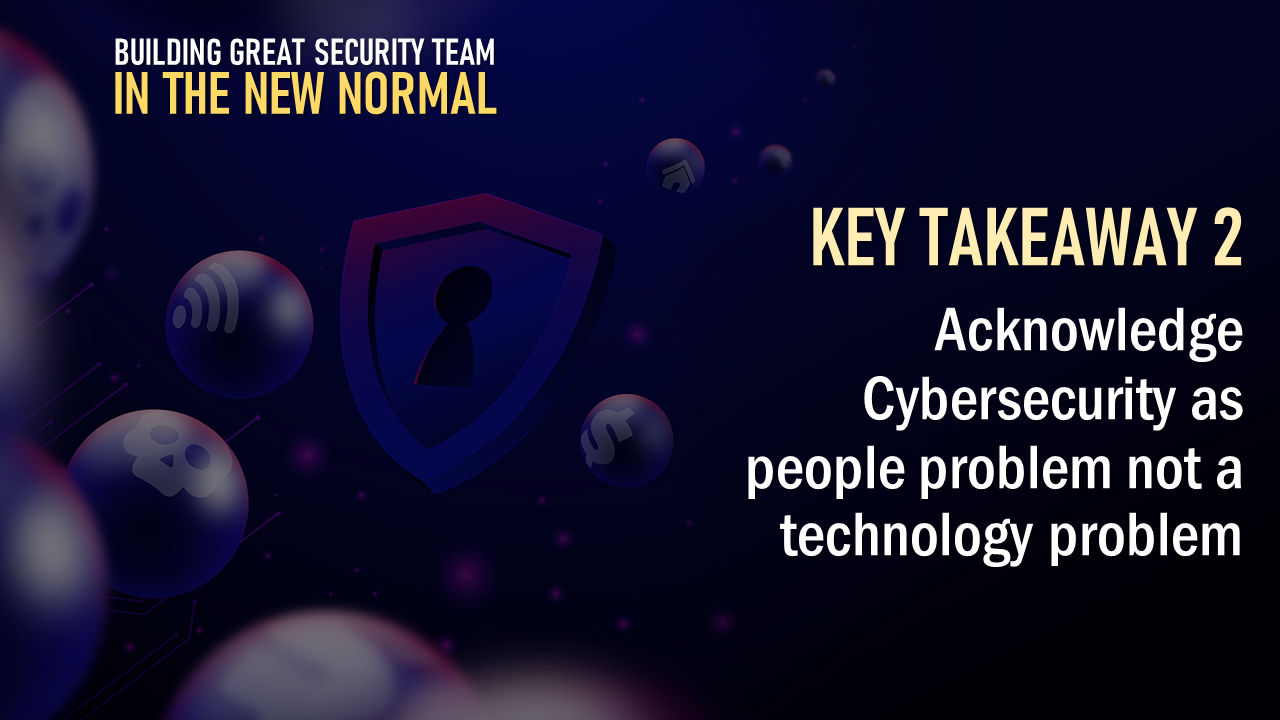 BUILDING GREAT SECURITY TEAM
IN THE NEW NORMAL
KEY TAKEAWAY 2
Acknowledge
Cybersecurity as
people problem not a
technology problem